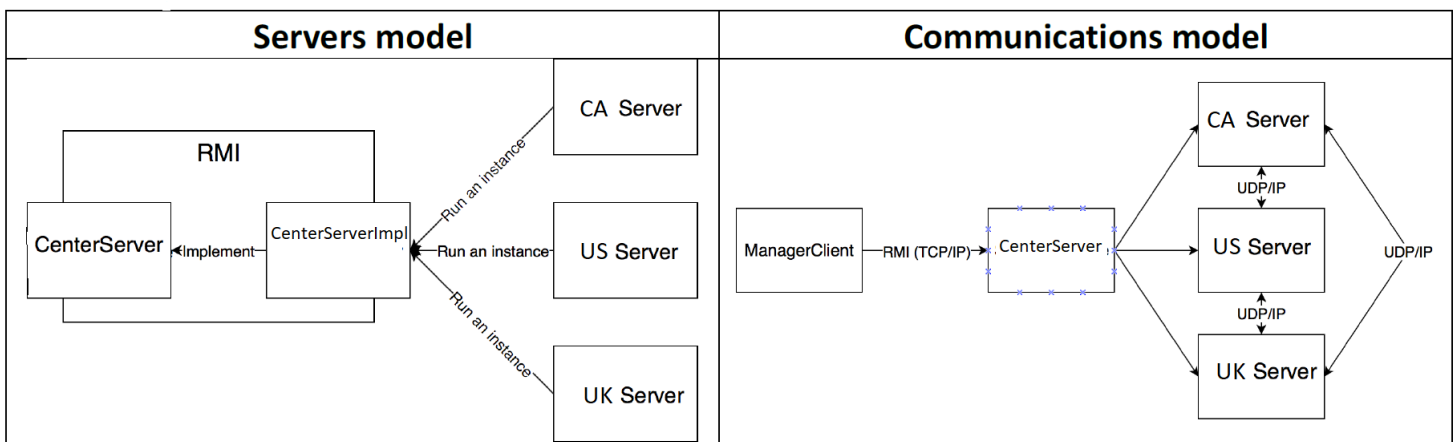 Servers model
Communications model
CA Server
RMI
Run an instance
CenterServer
Implement
CenterServerImpl
Run an instance
US Server
Run an instance
UK Server
CA Server
UDP/IP
ManagerClient
RMI (TCP/IP)
CenterServer
US Server
UDP/IP
UDP/IP
UK Server